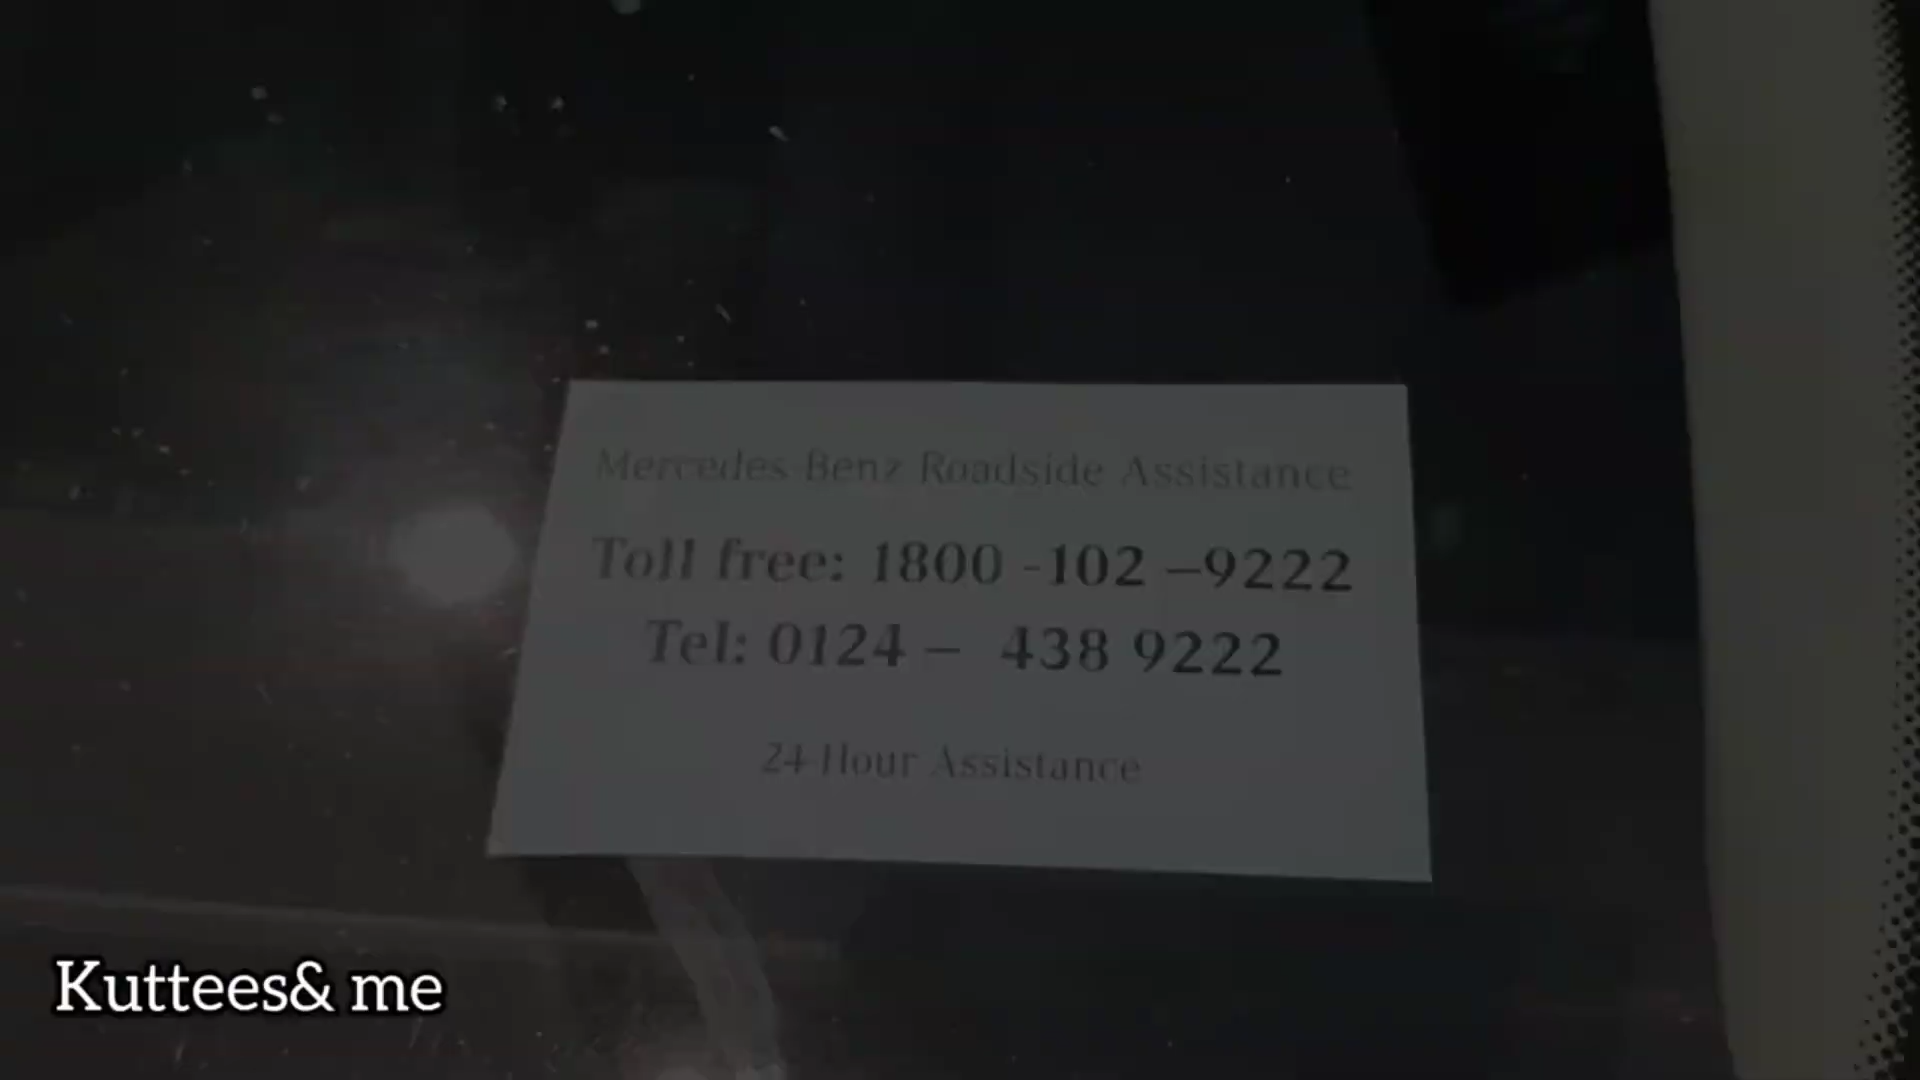 Mercedes-Benz Roadside Assistance
Toll free: 1800 -102 –9222
Tel: 0124 – 438 9222
24-Hour Assistance
Kuttees& me